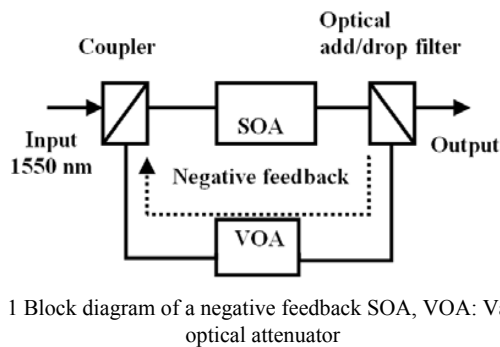 Optical
Coupler add/drop filter
SOA
Input
1550 nm
Output
Negative feedback
VOA
1 Block diagram of a negative feedback SOA, VOA:
optical attenuator